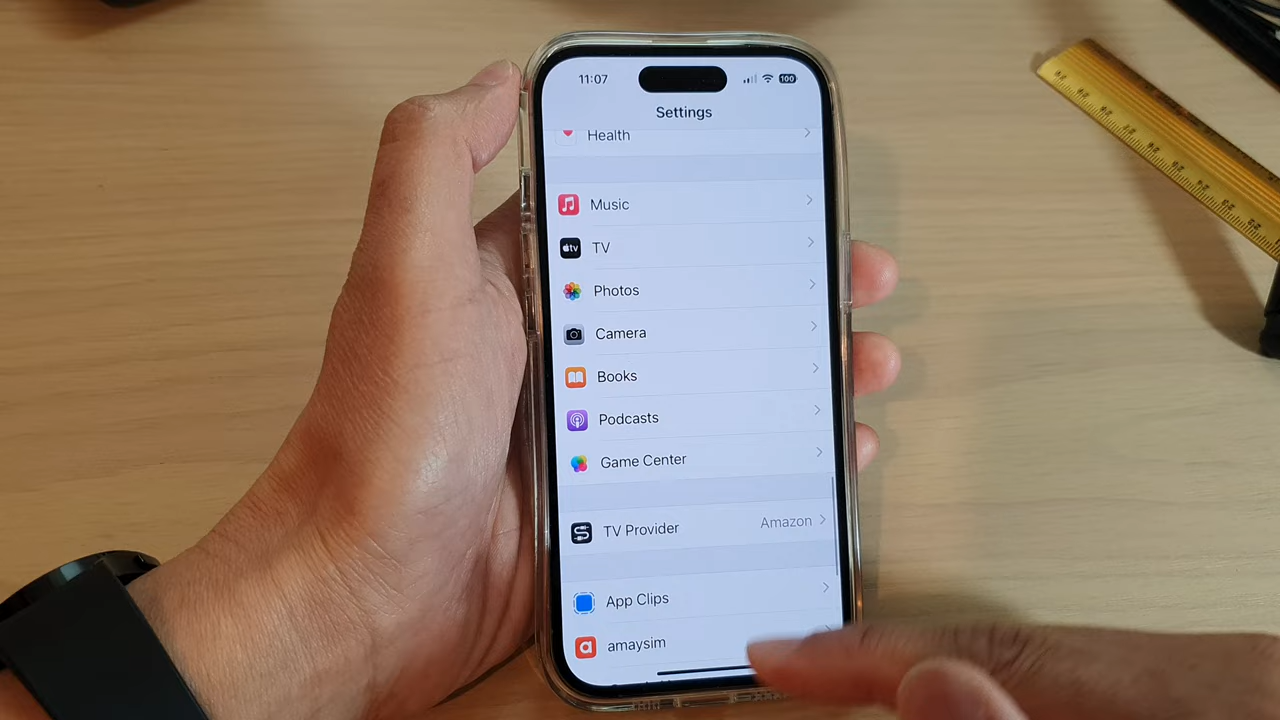 11:07
100
Settings
Health
Music
tv
TV
Photos
Camera
Books
Podcasts
Game Center
TV Provider
Amazon
App Clips
a
amaysim